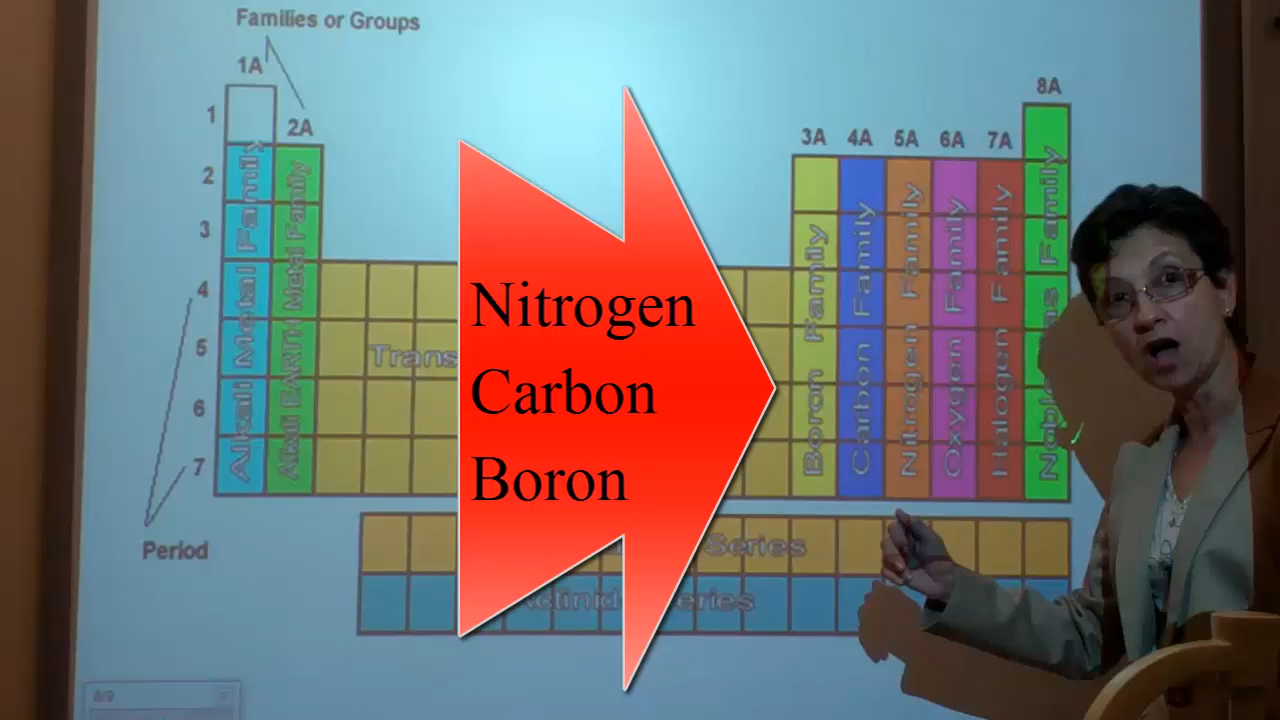 Families or Groups
1A
2A
3A 4A 5A 6A 7A
8A
1
2
3
4
5
6
7
Period
Alkali Metal Family
Alkali EARTH Metal Family
Trans
Boron Family
Carbon Family
Nitrogen Family
Oxygen Family
Halogen Family
Family
Series
Series
Nitrogen
Carbon
Boron